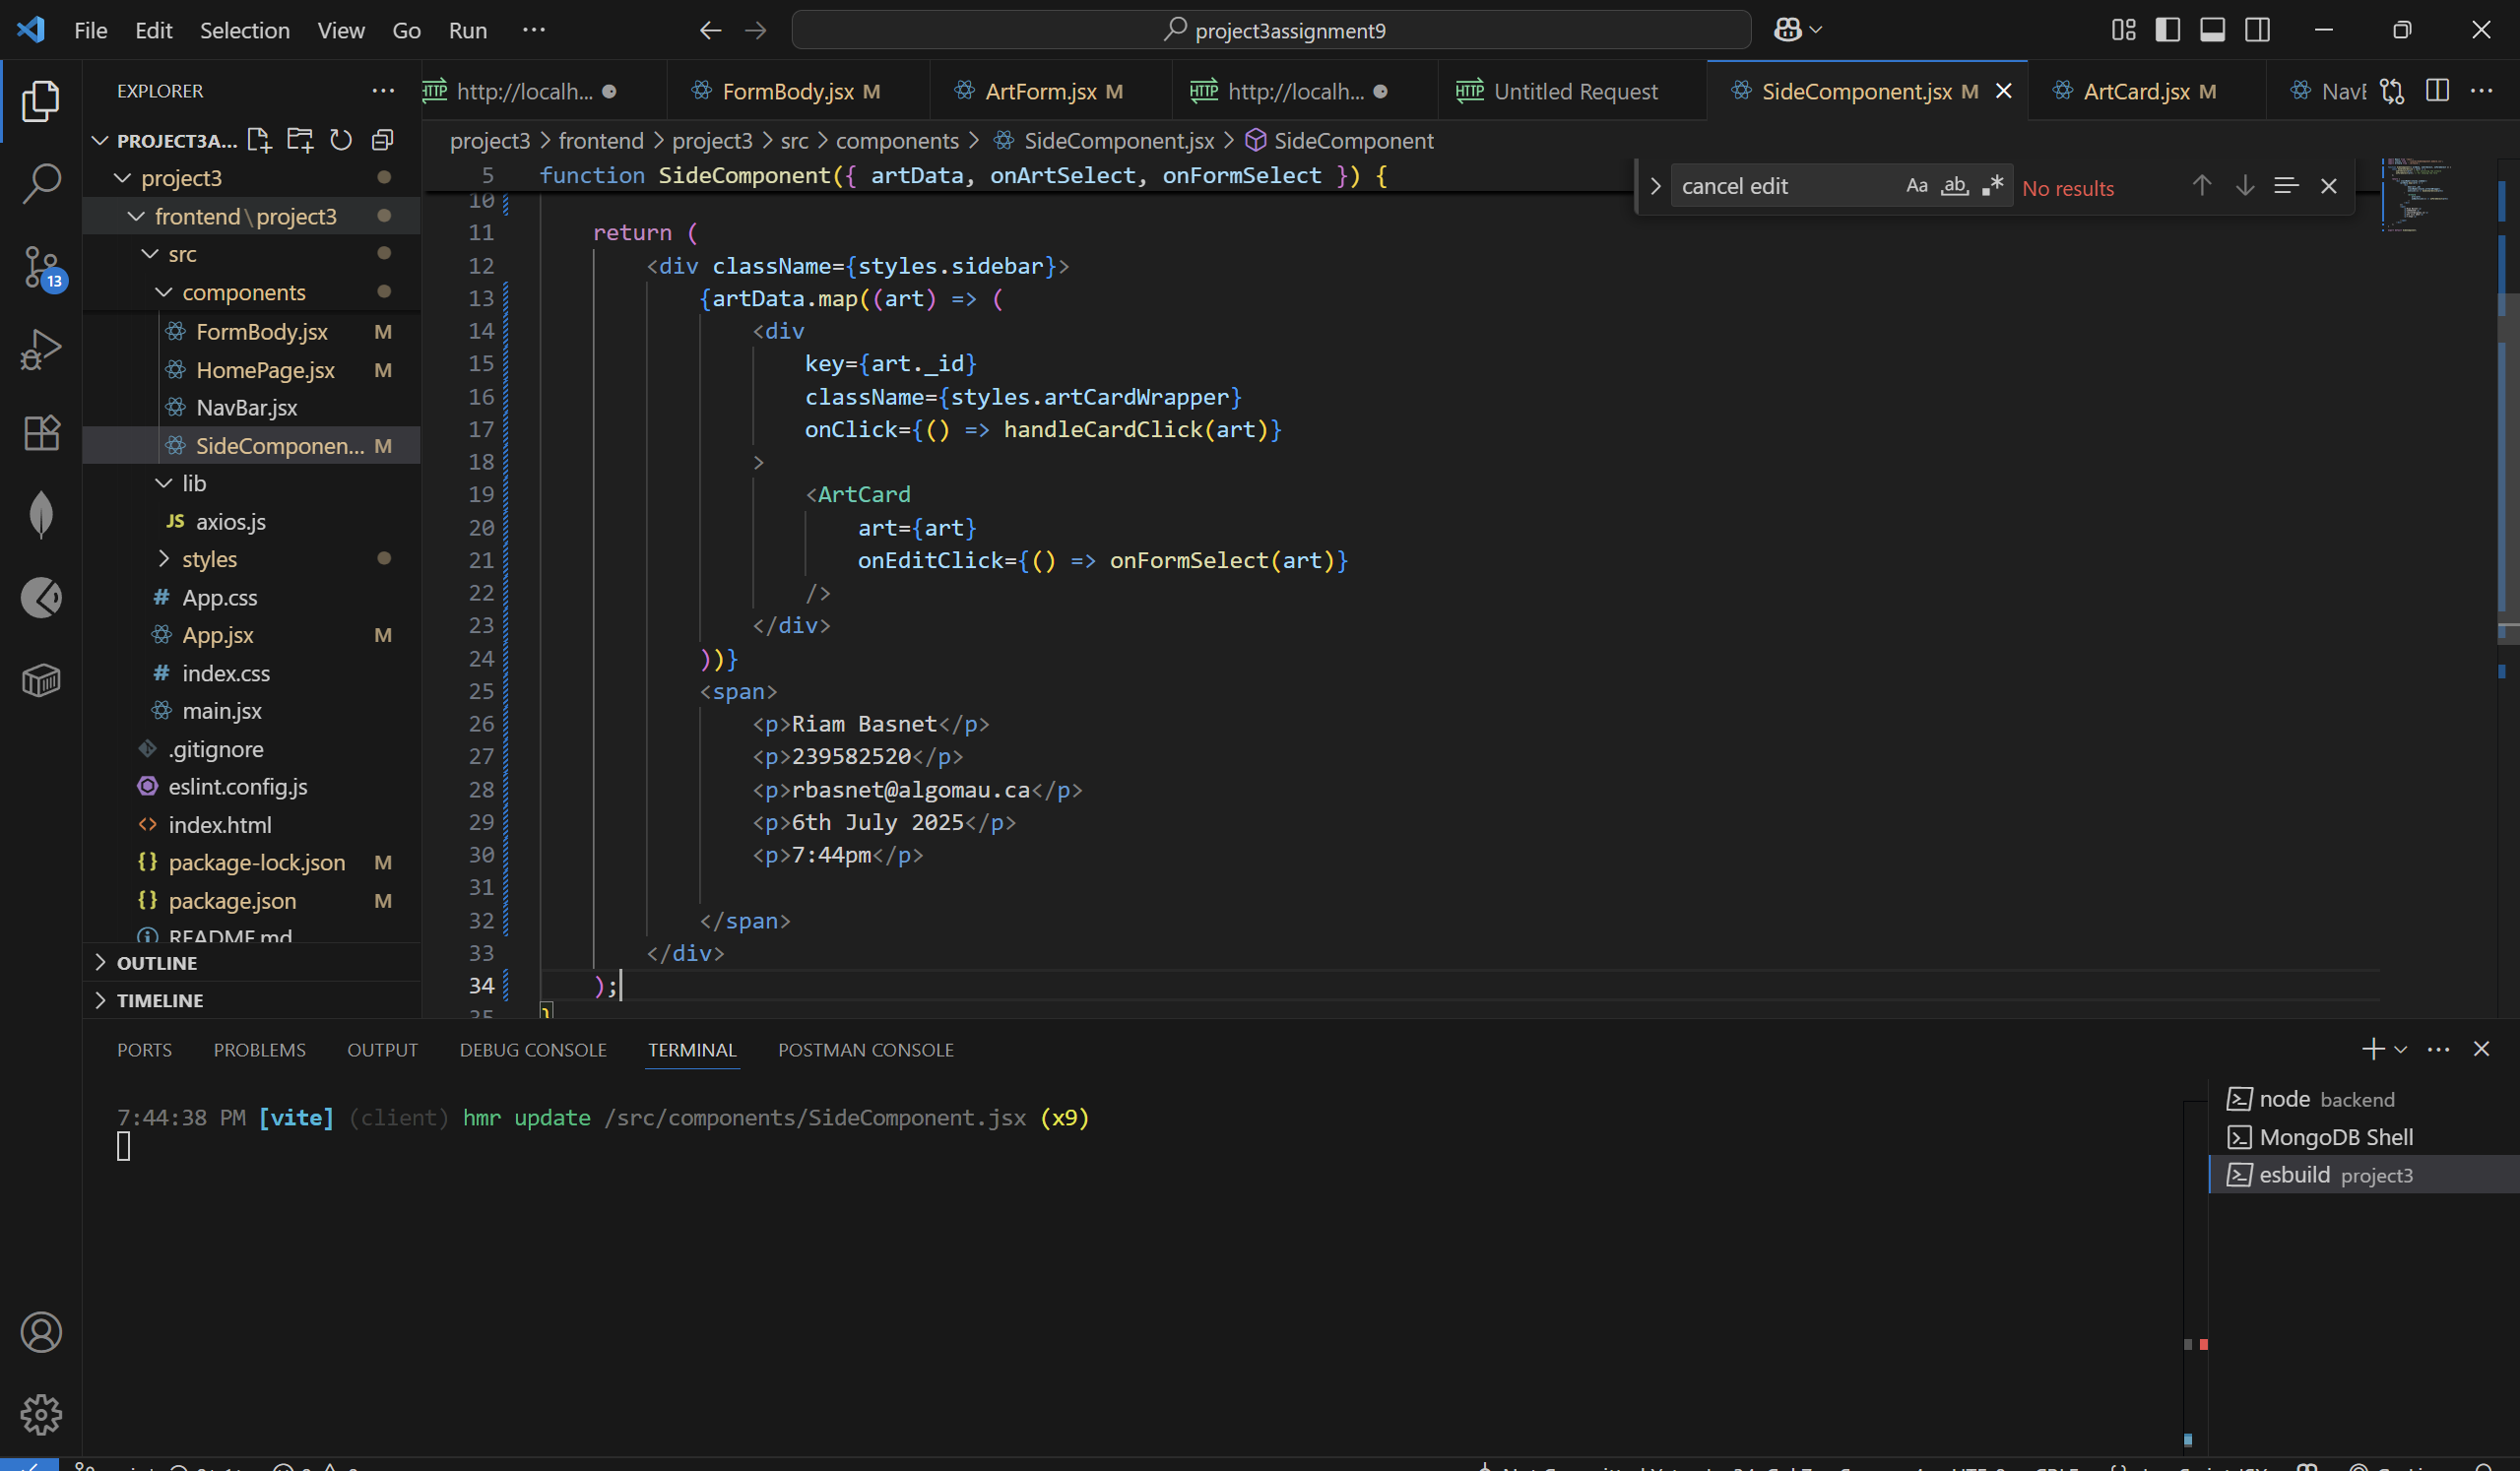 File Edit Selection View Go Run ··· project3assignment9
EXPLORER
PROJECT3A...
project3
frontend\project3
src
components
FormBody.jsx M
HomePage.jsx M
NavBar.jsx
SideComponen... M
lib
JS axios.js
styles
# App.css
App.jsx M
# index.css
main.jsx
.gitignore
eslint.config.js
<> index.html
{} package-lock.json M
{} package.json M
README.md
OUTLINE
TIMELINE
13
HTTP http://localh... FormBody.jsx M ArtForm.jsx M HTTP http://localh... HTTP Untitled Request SideComponent.jsx M ArtCard.jsx M
project3 > frontend > project3 > src > components > SideComponent.jsx > SideComponent
cancel edit Aa ab .* No results
5 function SideComponent({ artData, onArtSelect, onFormSelect }) {
10
11 return (
12 <div className={styles.sidebar}>
13 {artData.map((art) => (
14 <div
15 key={art._id}
16 className={styles.artCardWrapper}
17 onClick={() => handleCardClick(art)}
18 >
19 <ArtCard
20 art={art}
21 onEditClick={() => onFormSelect(art)}
22 />
23 </div>
24 ))}
25 <span>
26 <p>Riam Basnet</p>
27 <p>239582520</p>
28 <p>rbasnet@algomau.ca</p>
29 <p>6th July 2025</p>
30 <p>7:44pm</p>
31
32 </span>
33 </div>
34 );
35 }
PORTS PROBLEMS OUTPUT DEBUG CONSOLE TERMINAL POSTMAN CONSOLE
7:44:38 PM [vite] (client) hmr update /src/components/SideComponent.jsx (x9)
node backend
MongoDB Shell
esbuild project3